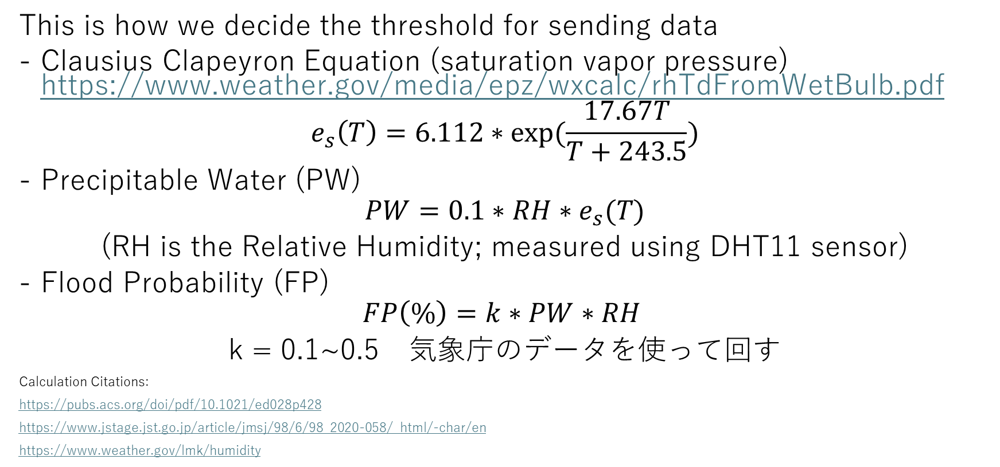 This is how we decide the threshold for sending data
- Clausius Clapeyron Equation (saturation vapor pressure)
https://www.weather.gov/media/epz/wxcalc/rhTdFromWetBulb.pdf
e_s(T) = 6.112 * exp(17.67T / T + 243.5)
- Precipitable Water (PW)
PW = 0.1 * RH * e_s(T)
(RH is the Relative Humidity; measured using DHT11 sensor)
- Flood Probability (FP)
FP(%) = k * PW * RH
k = 0.1~0.5　気象庁のデータを使って回す
Calculation Citations:
https://pubs.acs.org/doi/pdf/10.1021/ed028p428
https://www.jstage.jst.go.jp/article/jmsj/98/6/98_2020-058/_html/-char/en
https://www.weather.gov/lmk/humidity